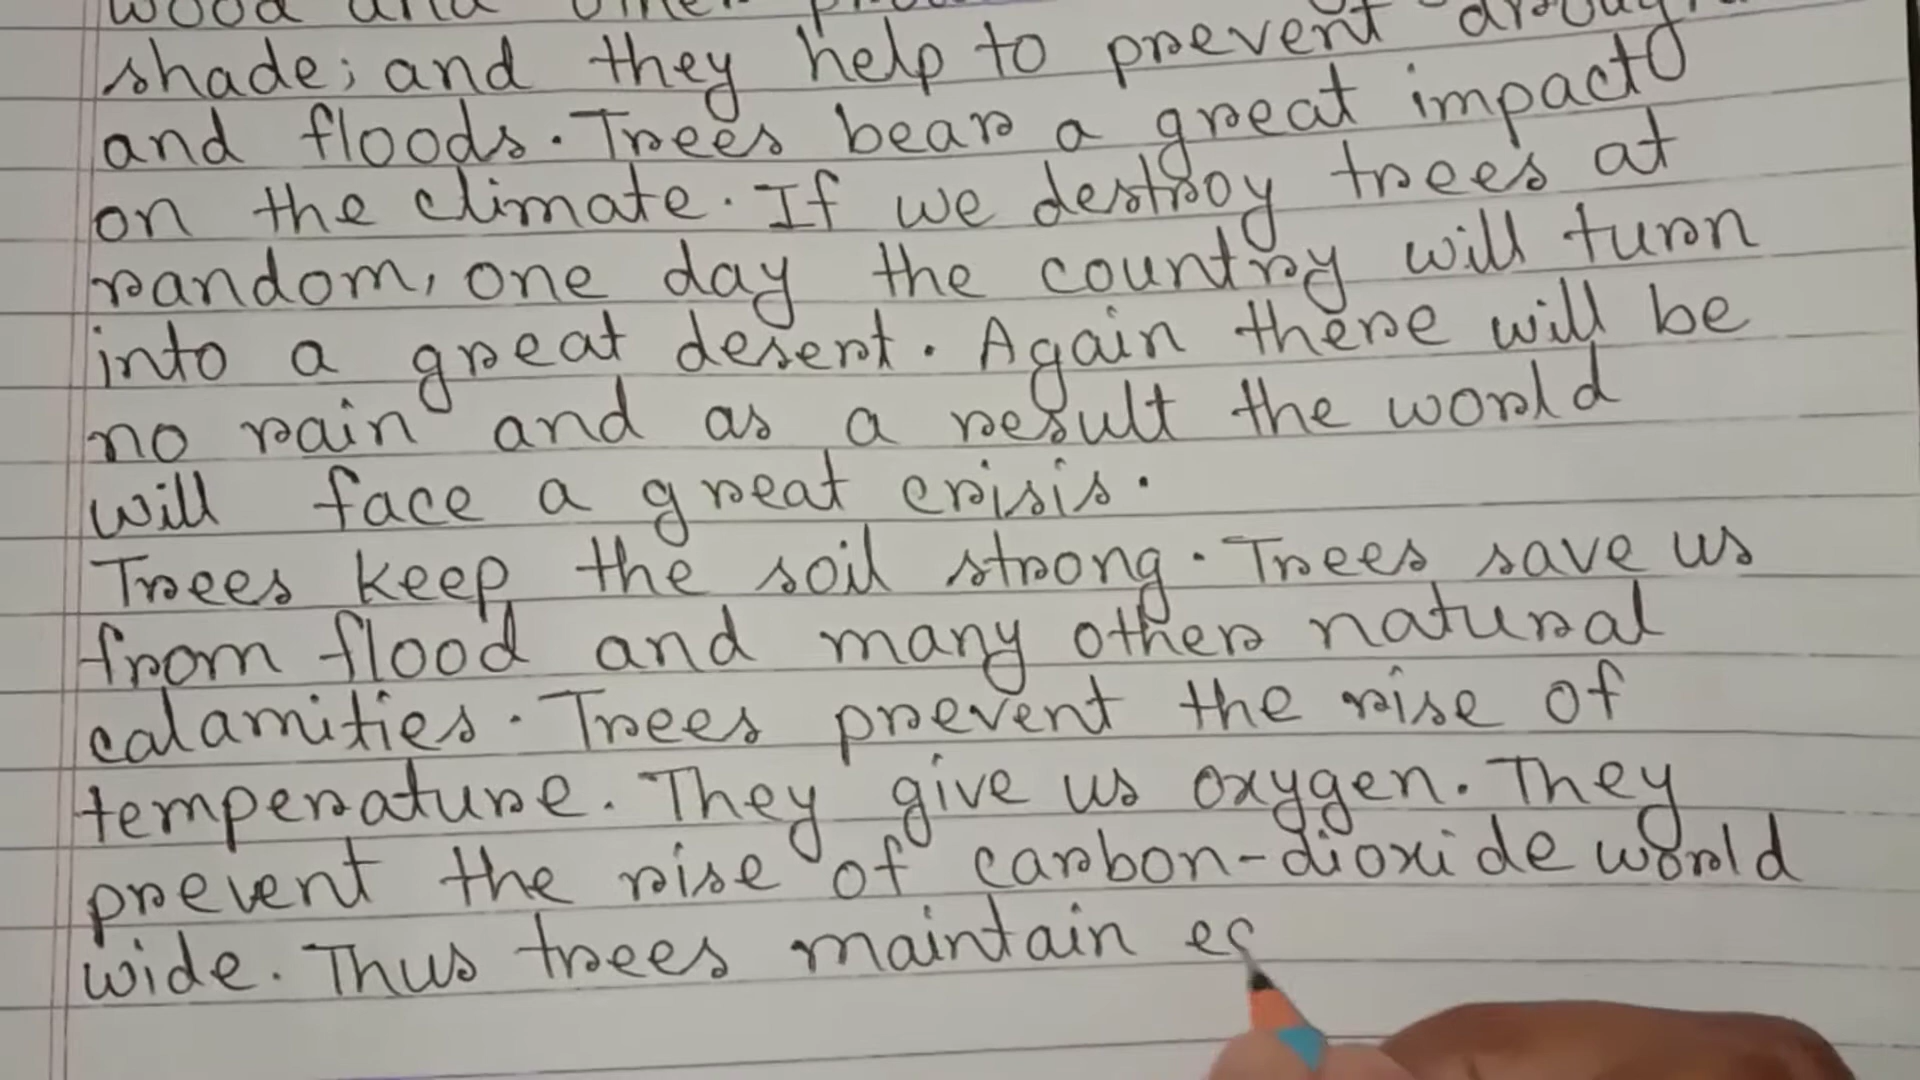 wood and other
shade; and they help to prevent
and floods. Trees bear a great impact
on the climate. If we destroy trees at
random, one day the country will turn
into a great desert. Again there will be
no rain and as a result the world
will face a great crisis.
Trees keep the soil strong. Trees save us
from flood and many other natural
calamities. Trees prevent the rise of
temperature. They give us oxygen. They
prevent the rise of carbon-dioxide world
wide. Thus trees maintain ec